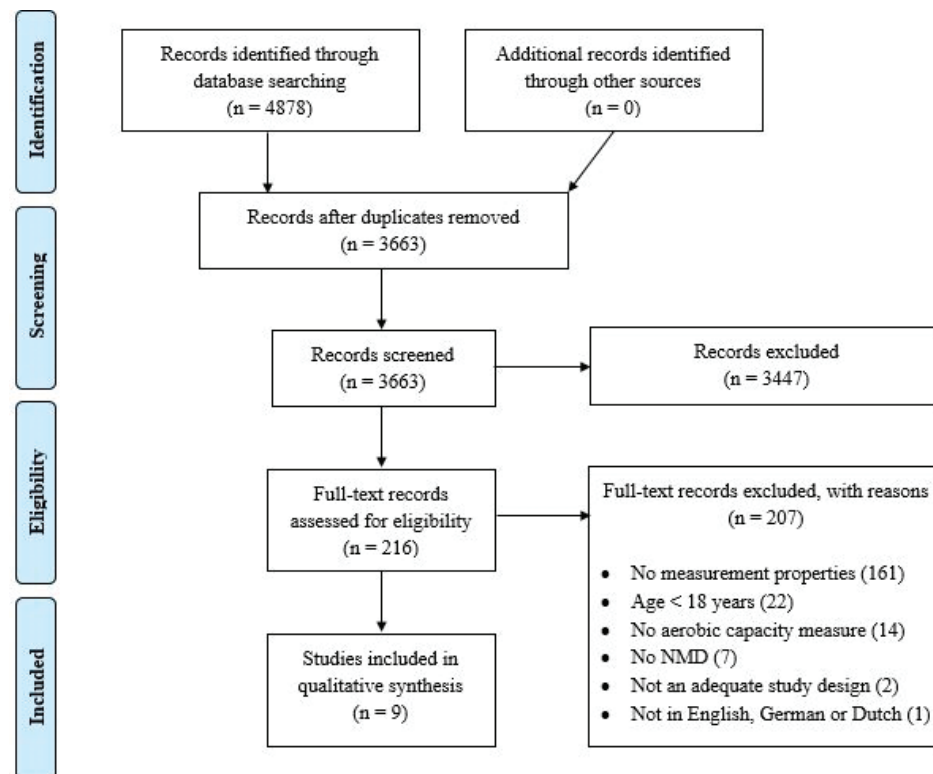 Identification
Records identified through
database searching
(n = 4878)
Additional records identified
through other sources
(n = 0)
Records after duplicates removed
(n = 3663)
Screening
Records screened
(n = 3663)
Records excluded
(n = 3447)
Eligibility
Full-text records
assessed for eligibility
(n = 216)
Full-text records excluded, with reasons
(n = 207)
• No measurement properties (161)
• Age < 18 years (22)
• No aerobic capacity measure (14)
• No NMD (7)
• Not an adequate study design (2)
• Not in English, German or Dutch (1)
Included
Studies included in
qualitative synthesis
(n = 9)